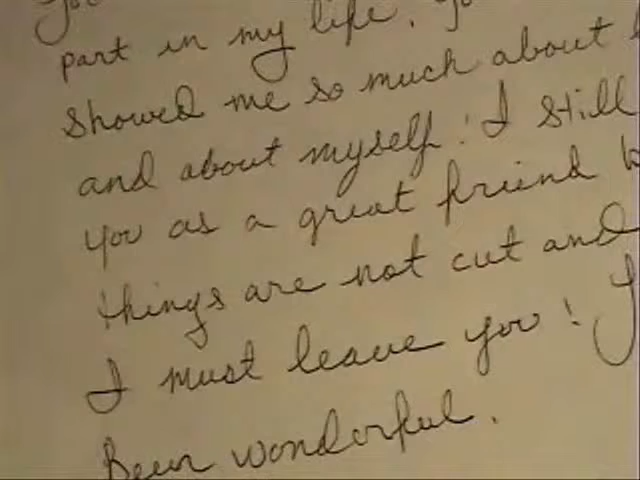 part in my life.
showed me so much about
and about myself! I still
you as a great friend
things are not cut and
I must leave you!
Been wonderful.